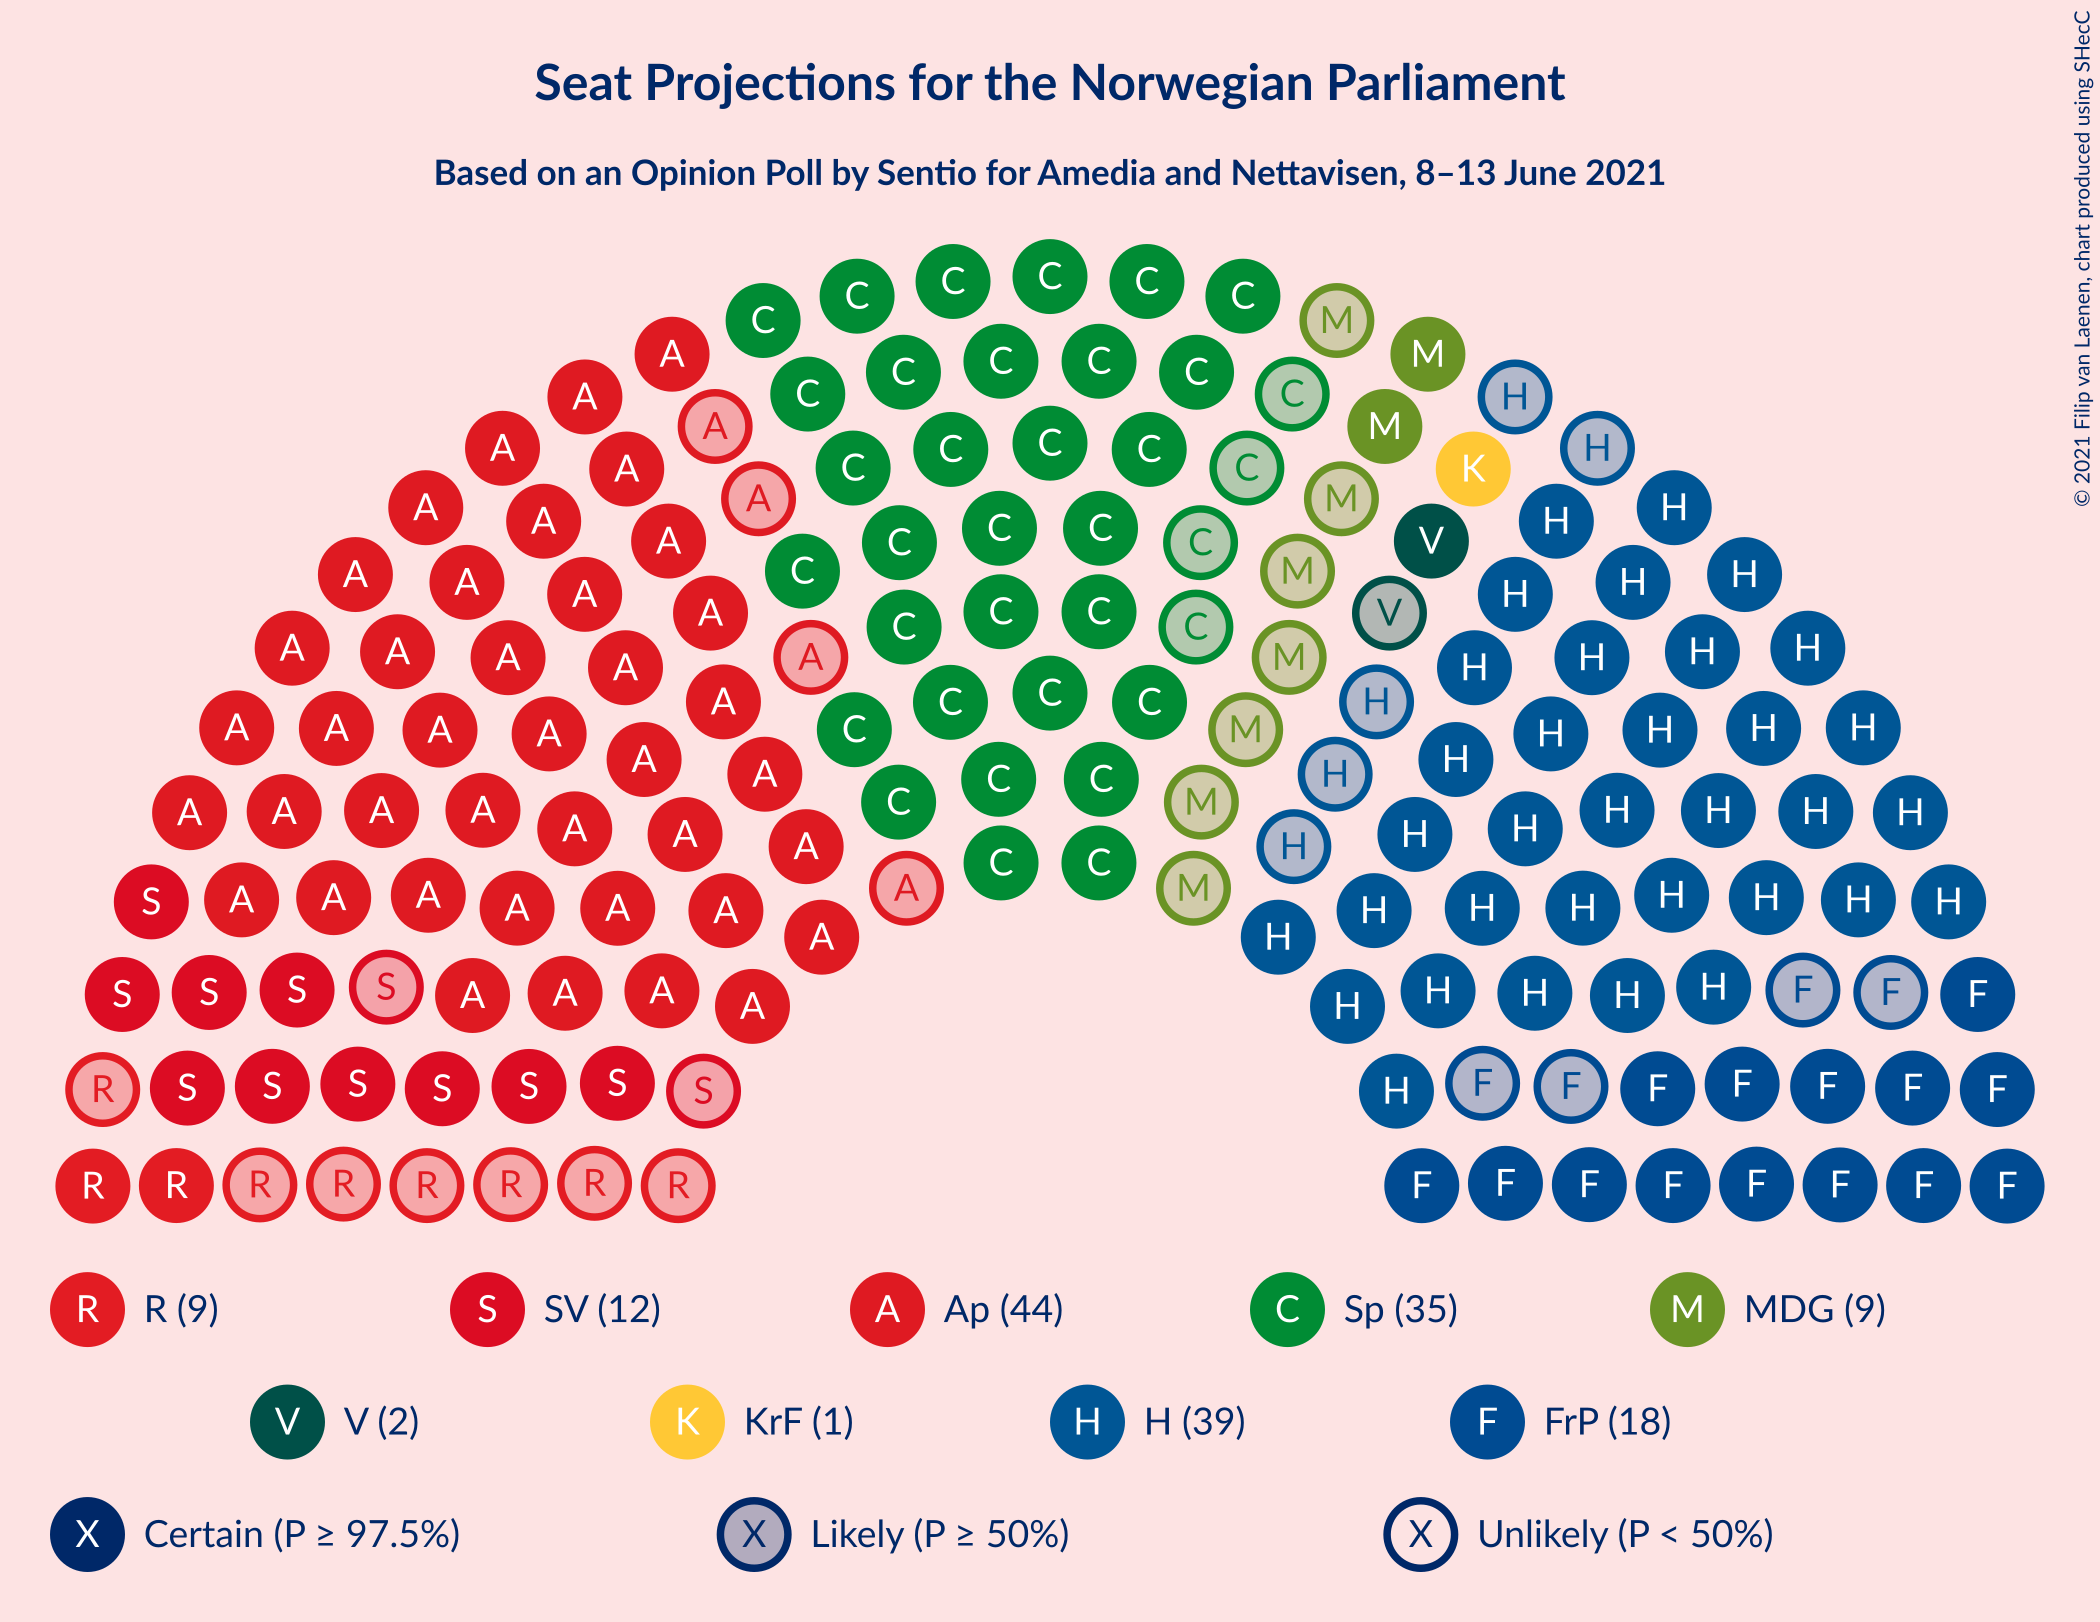 Seat Projections for the Norwegian Parliament
Based on an Opinion Poll by Sentio for Amedia and Nettavisen, 8–13 June 2021
© 2021 Filip van Laenen, chart produced using SHecC
C C C C C C M
A C C C C C C M M
A A C C C C C M K H H
A A A C C C C C M V H H
A A A A C C C C M V H H H
A A A A A C C C C M H H H H H
A A A A A A C C C M H H H H H H
A A A A A A A C C M H H H H H H H
S A A A A A A A A C C M H H H H H H H H
S S S S A A A A H H H H H F F F
R S S S S S S S H F F F F F F F
R R R R R R R R F F F F F F F F
R R (9) S SV (12) A Ap (44) C Sp (35) M MDG (9)
V V (2) K KrF (1) H H (39) F FrP (18)
X Certain (P ≥ 97.5%) X Likely (P ≥ 50%) X Unlikely (P < 50%)